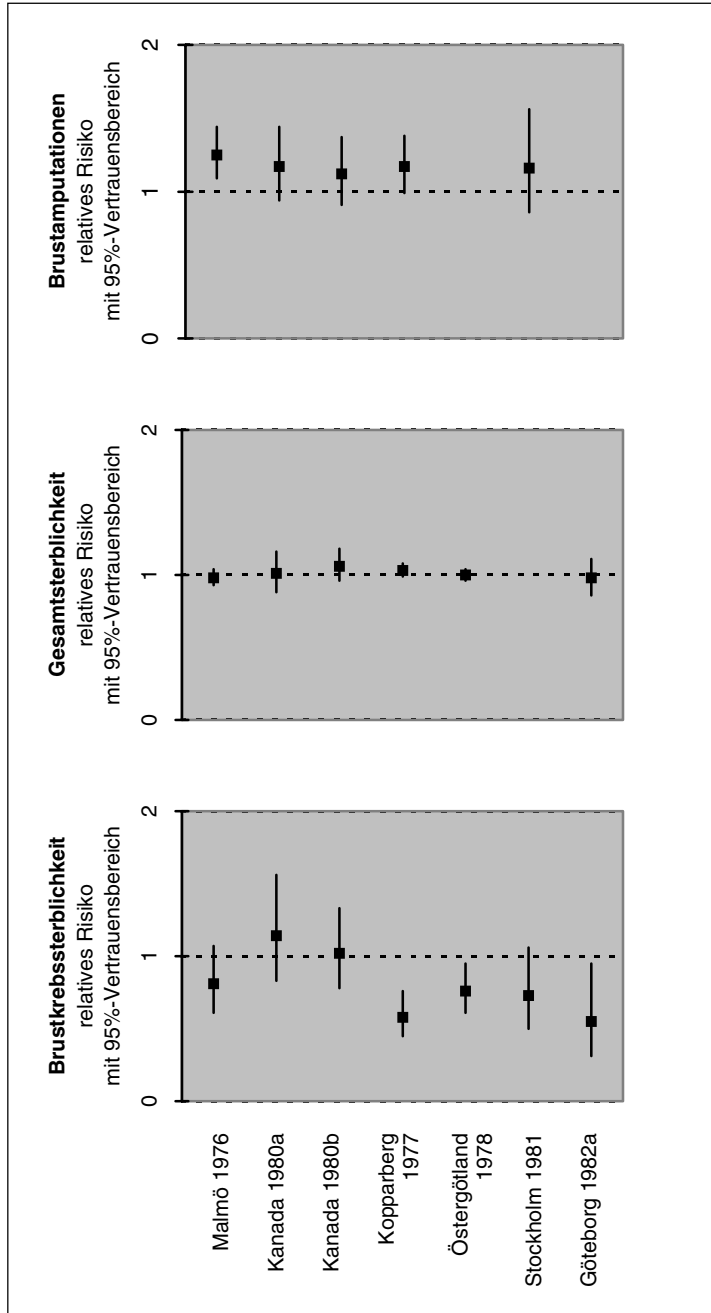 Brustamputationen
relatives Risiko
mit 95%-Vertrauensbereich
2
1
0
Gesamtsterblichkeit
relatives Risiko
mit 95%-Vertrauensbereich
2
1
0
Brustkrebssterblichkeit
relatives Risiko
mit 95%-Vertrauensbereich
2
1
0
Malmö 1976
Kanada 1980a
Kanada 1980b
Kopparberg
1977
Östergötland
1978
Stockholm 1981
Göteborg 1982a